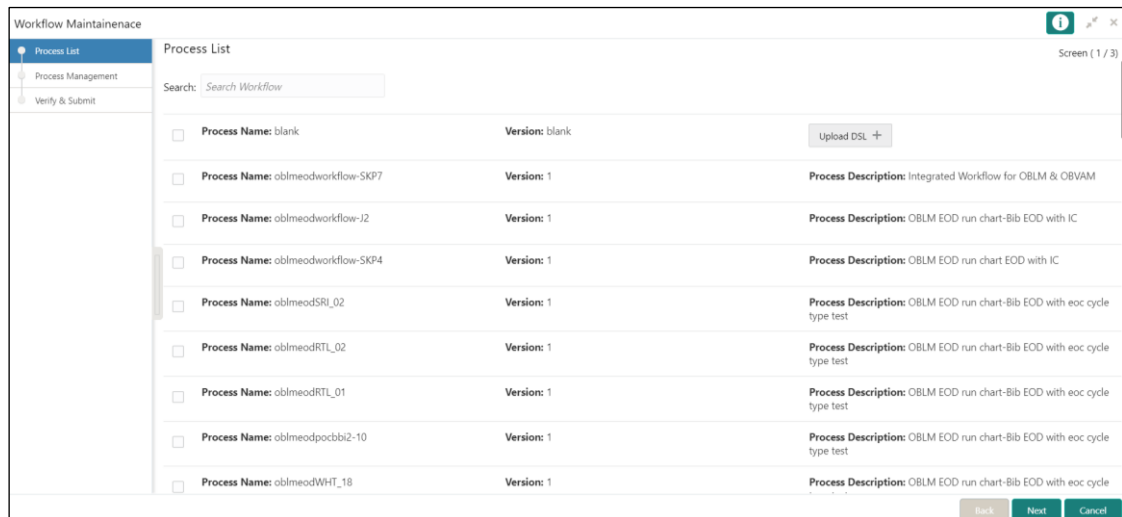 Workflow Maintainenace
Process List
Process Management
Verify & Submit
Process List
Screen ( 1 / 3)
Search: Search Workflow
Process Name: blank Version: blank Upload DSL +
Process Name: oblmeodworkflow-SKP7 Version: 1 Process Description: Integrated Workflow for OBLM & OBVAM
Process Name: oblmeodworkflow-J2 Version: 1 Process Description: OBLM EOD run chart-Bib EOD with IC
Process Name: oblmeodworkflow-SKP4 Version: 1 Process Description: OBLM EOD run chart EOD with IC
Process Name: oblmeodSRI_02 Version: 1 Process Description: OBLM EOD run chart-Bib EOD with eoc cycle
type test
Process Name: oblmeodRTL_02 Version: 1 Process Description: OBLM EOD run chart-Bib EOD with eoc cycle
type test
Process Name: oblmeodRTL_01 Version: 1 Process Description: OBLM EOD run chart-Bib EOD with eoc cycle
type test
Process Name: oblmeodpocbbi2-10 Version: 1 Process Description: OBLM EOD run chart-Bib EOD with eoc cycle
type test
Process Name: oblmeodWHT_18 Version: 1 Process Description: OBLM EOD run chart-Bib EOD with eoc cycle
Back Next Cancel